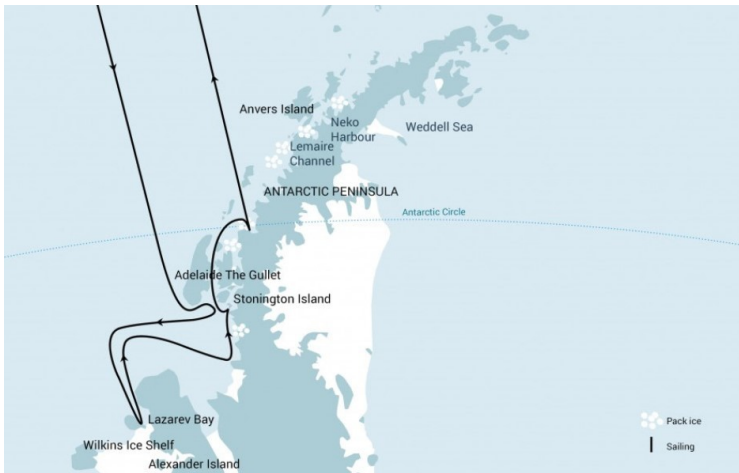 Anvers Island
Neko
Harbour
Weddell Sea
Lemaire
Channel
ANTARCTIC PENINSULA
Antarctic Circle
Adelaide The Gullet
Stonington Island
Lazarev Bay
Wilkins Ice Shelf
Alexander Island
Pack ice
Sailing